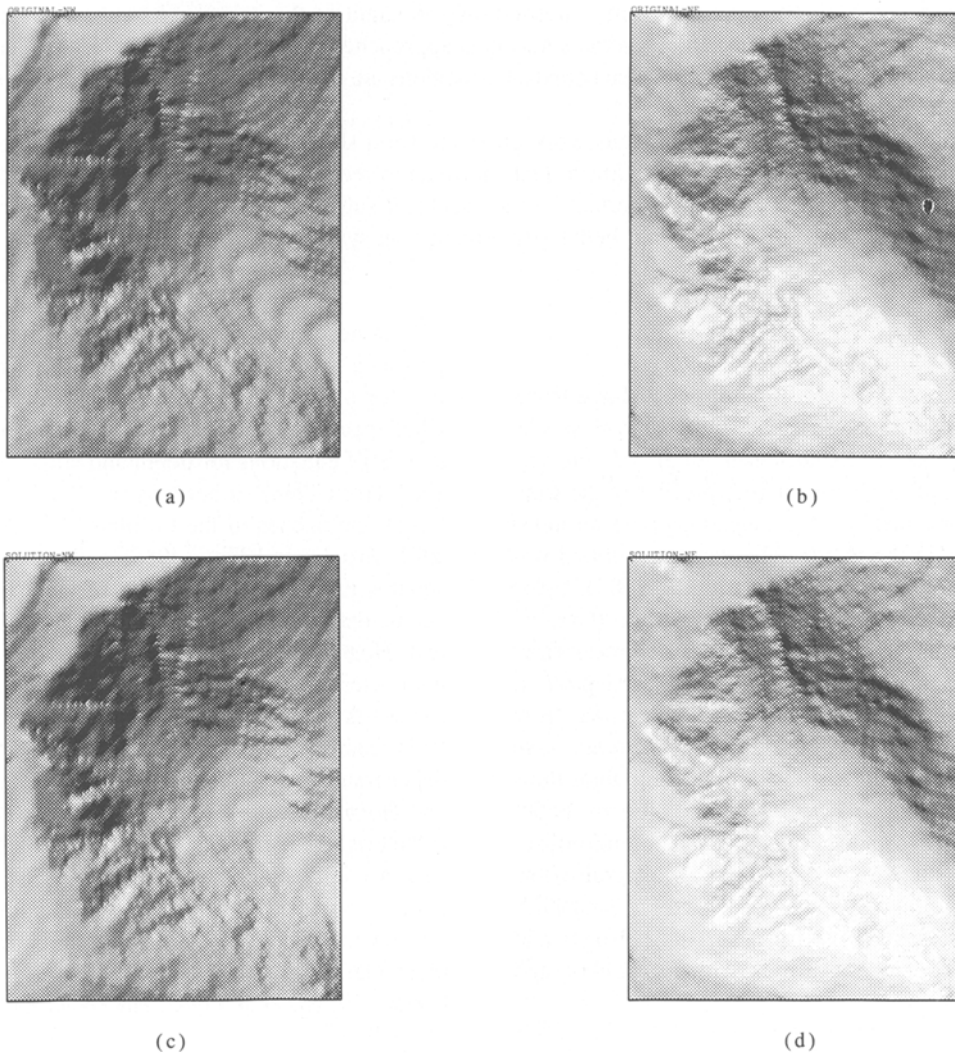 ORIGINAL-NW
ORIGINAL-NE
(a)
(b)
SOLUTION-NW
SOLUTION-NE
(c)
(d)